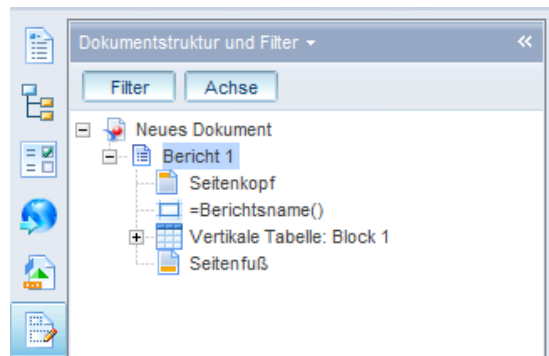 Dokumentstruktur und Filter
Filter Achse
Neues Dokument
Bericht 1
Seitenkopf
=Berichtsname()
Vertikale Tabelle: Block 1
Seitenfuß